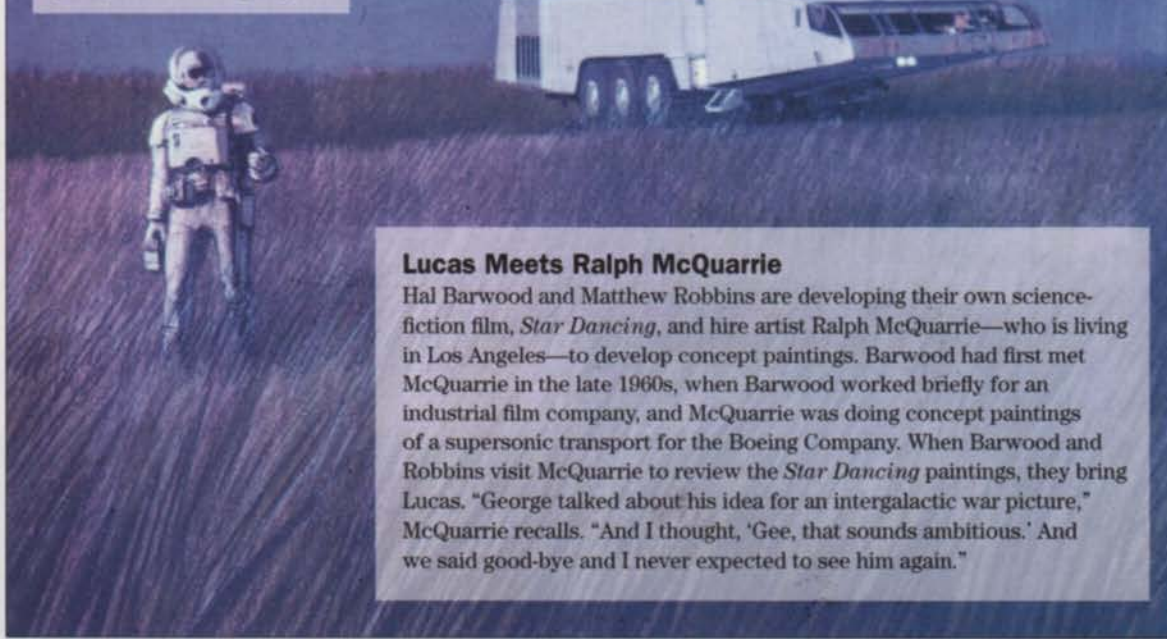 Lucas Meets Ralph McQuarrie
Hal Barwood and Matthew Robbins are developing their own science-
fiction film, Star Dancing, and hire artist Ralph McQuarrie—who is living
in Los Angeles—to develop concept paintings. Barwood had first met
McQuarrie in the late 1960s, when Barwood worked briefly for an
industrial film company, and McQuarrie was doing concept paintings
of a supersonic transport for the Boeing Company. When Barwood and
Robbins visit McQuarrie to review the Star Dancing paintings, they bring
Lucas. “George talked about his idea for an intergalactic war picture,”
McQuarrie recalls. “And I thought, ‘Gee, that sounds ambitious.’ And
we said good-bye and I never expected to see him again.”